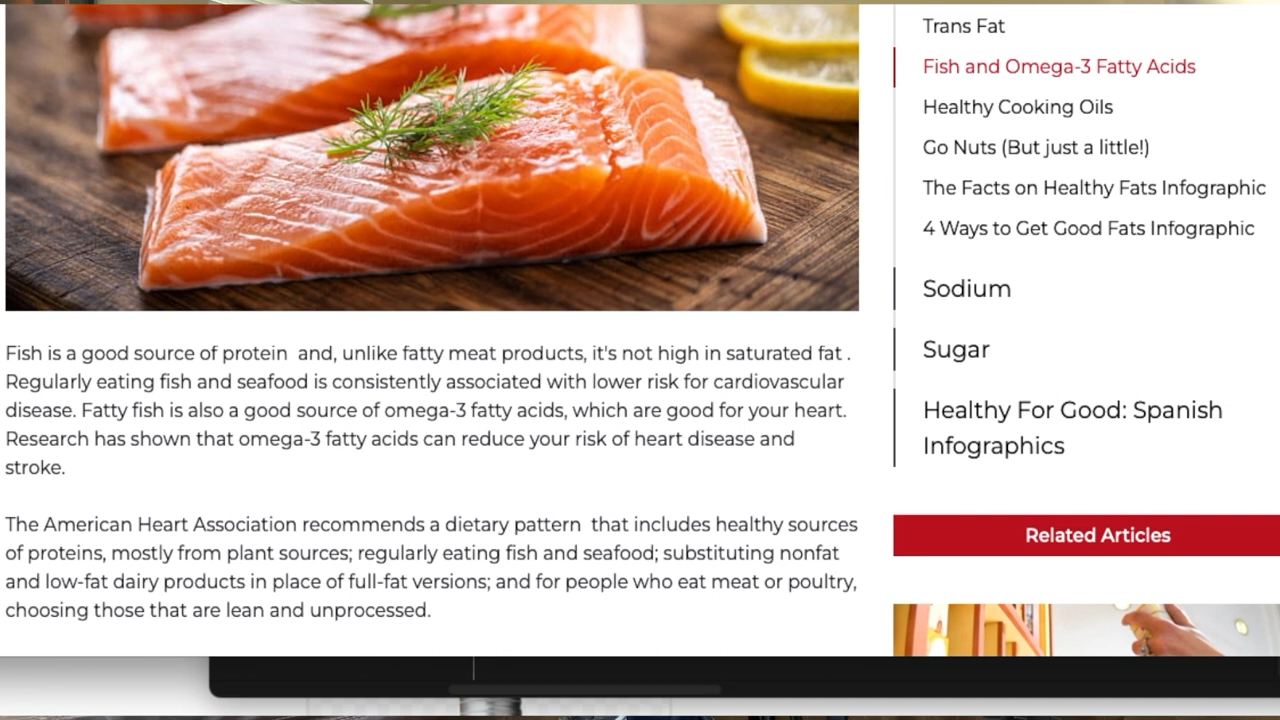 Fish is a good source of protein  and, unlike fatty meat products, it's not high in saturated fat .
Regularly eating fish and seafood is consistently associated with lower risk for cardiovascular
disease. Fatty fish is also a good source of omega-3 fatty acids, which are good for your heart.
Research has shown that omega-3 fatty acids can reduce your risk of heart disease and
stroke.
The American Heart Association recommends a dietary pattern  that includes healthy sources
of proteins, mostly from plant sources; regularly eating fish and seafood; substituting nonfat
and low-fat dairy products in place of full-fat versions; and for people who eat meat or poultry,
choosing those that are lean and unprocessed.
Trans Fat
Fish and Omega-3 Fatty Acids
Healthy Cooking Oils
Go Nuts (But just a little!)
The Facts on Healthy Fats Infographic
4 Ways to Get Good Fats Infographic
Sodium
Sugar
Healthy For Good: Spanish
Infographics
Related Articles